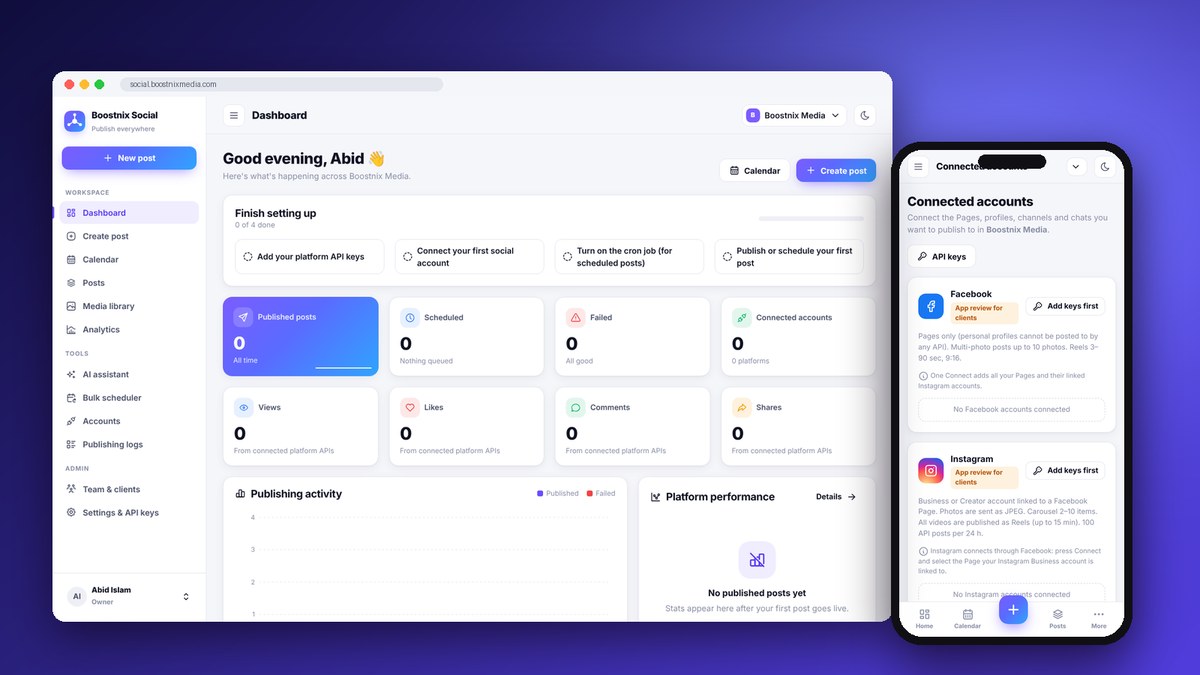 social.boostnixmedia.com
Boostnix Social
Publish everywhere
+ New post
WORKSPACE
Dashboard
Create post
Calendar
Posts
Media library
Analytics
TOOLS
AI assistant
Bulk scheduler
Accounts
Publishing logs
ADMIN
Team & clients
Settings & API keys
AI
Abid Islam
Owner
Dashboard
B Boostnix Media
Good evening, Abid 👋
Here's what's happening across Boostnix Media.
Calendar
+ Create post
Finish setting up
0 of 4 done
Add your platform API keys
Connect your first social
account
Turn on the cron job (for
scheduled posts)
Publish or schedule your first
post
Published posts
0
All time
Scheduled
0
Nothing queued
Failed
0
All good
Connected accounts
0
0 platforms
Views
0
From connected platform APIs
Likes
0
From connected platform APIs
Comments
0
From connected platform APIs
Shares
0
From connected platform APIs
Publishing activity
Published Failed
4
3
2
1
Platform performance
Details →
No published posts yet
Stats appear here after your first post goes live.
Connected accounts
Connected accounts
Connect the Pages, profiles, channels and chats you
want to publish to in Boostnix Media.
API keys
Facebook
App review for
clients
Add keys first
Pages only (personal profiles cannot be posted to by
any API). Multi-photo posts up to 10 photos. Reels 3–
90 sec, 9:16.
One Connect adds all your Pages and their linked
Instagram accounts.
No Facebook accounts connected
Instagram
App review for
clients
Add keys first
Business or Creator account linked to a Facebook
Page. Photos are sent as JPEG. Carousel 2–10 items.
All videos are published as Reels (up to 15 min). 100
API posts per 24 h.
Instagram connects through Facebook: press Connect
and select the Page your Instagram Business account is
linked to.
No Instagram accounts connected
Home
Calendar
+
Posts
More